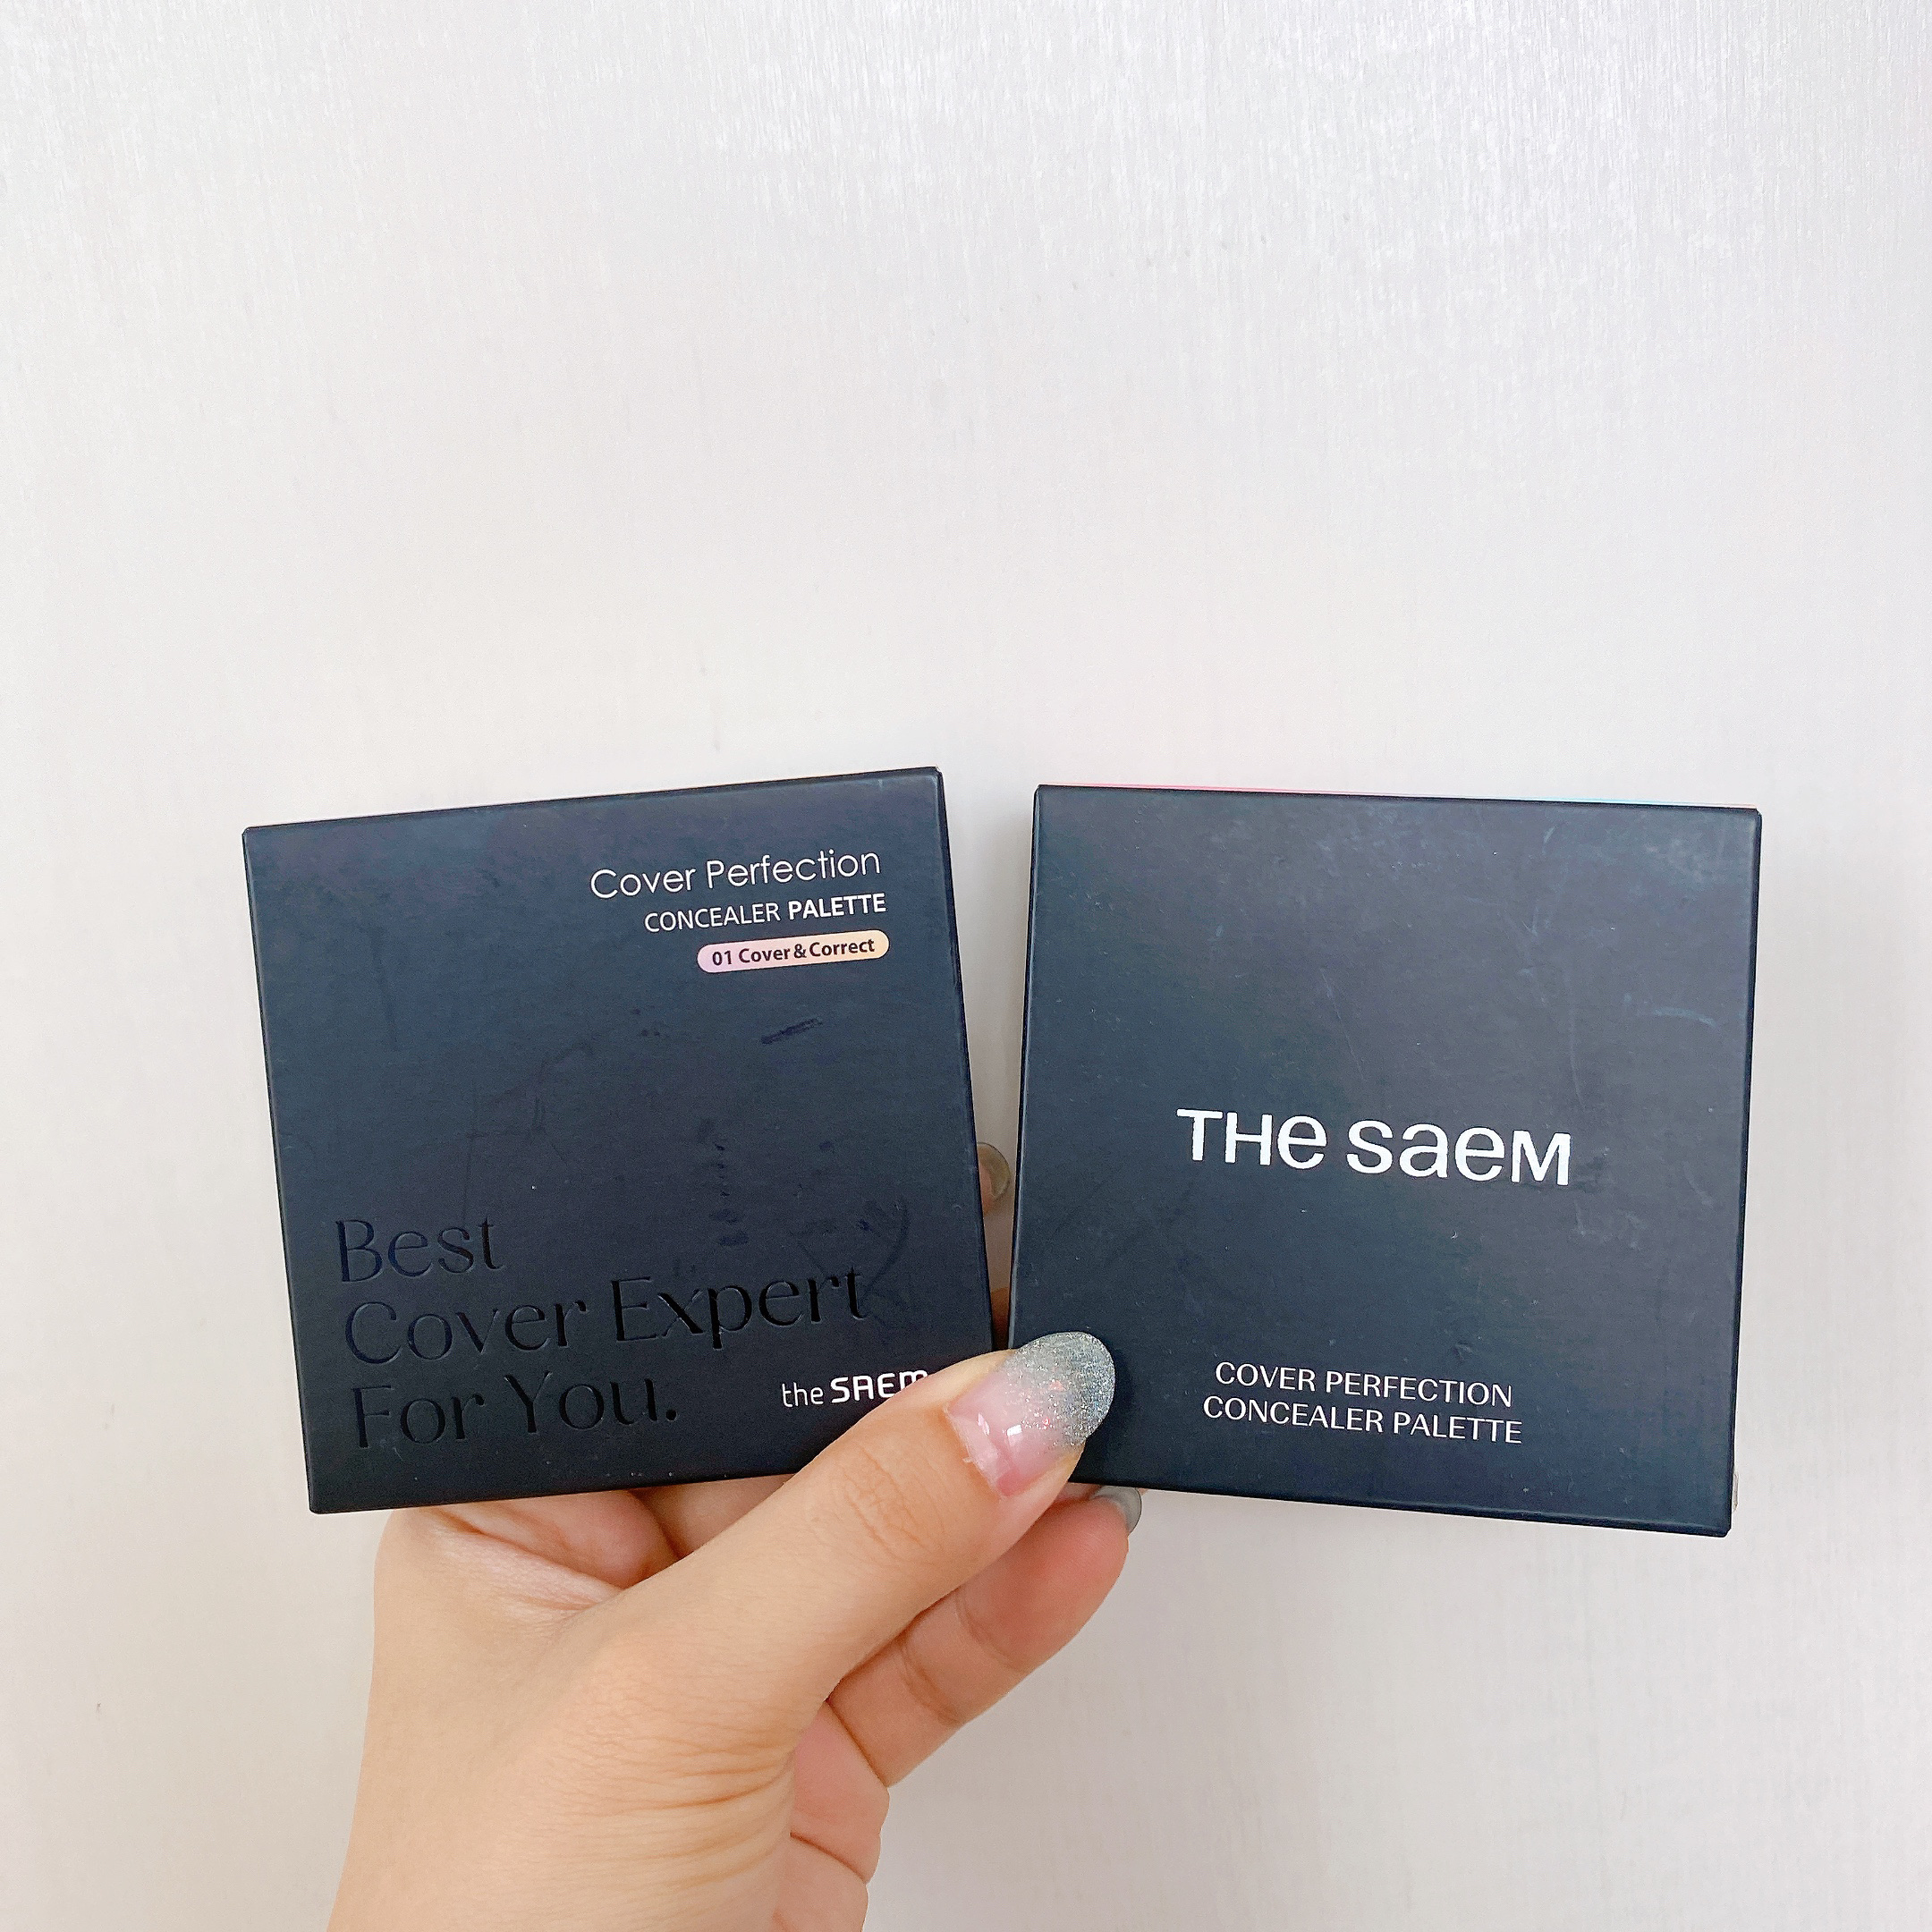 Cover Perfection
CONCEALER PALETTE
01 Cover&Correct
Best
Cover Expert
For You.
the SAEM
THe saeM
COVER PERFECTION
CONCEALER PALETTE